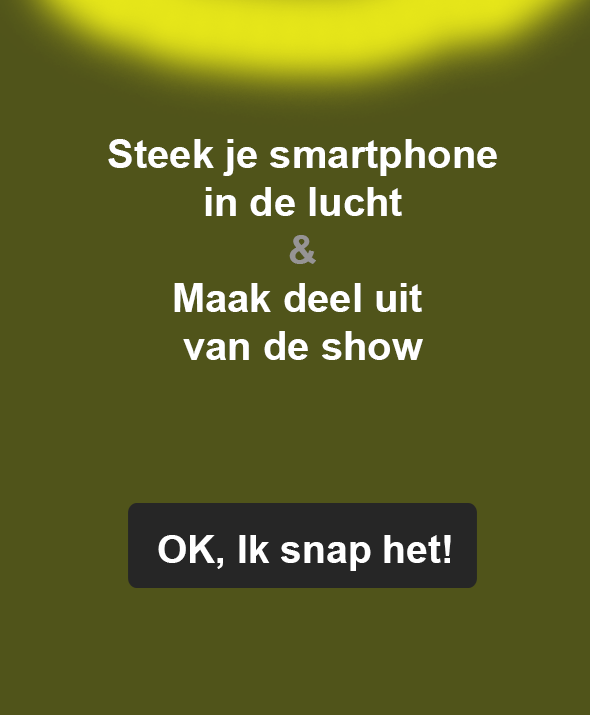 Steek je smartphone
in de lucht
&
Maak deel uit
van de show
OK, Ik snap het!